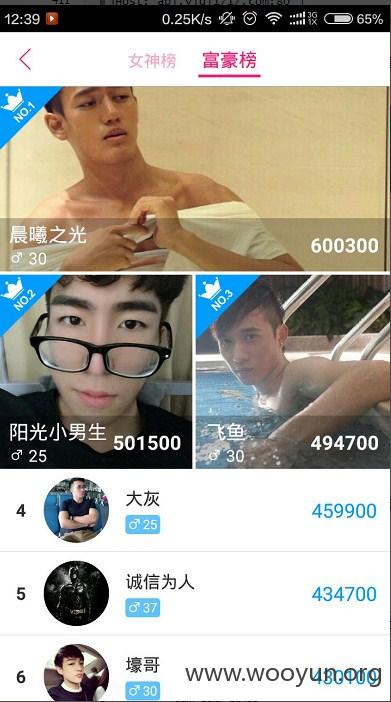 12:39 0.25K/s 3G 1X 65%
女神榜 富豪榜
NO.1
晨曦之光
♂ 30 600300
NO.2
阳光小男生 501500
♂ 25
NO.3
飞鱼 494700
♂ 30
4 大灰 459900
♂ 25
5 诚信为人 434700
♂ 37
6 壕哥 430100
♂ 30
www.wooyun.org